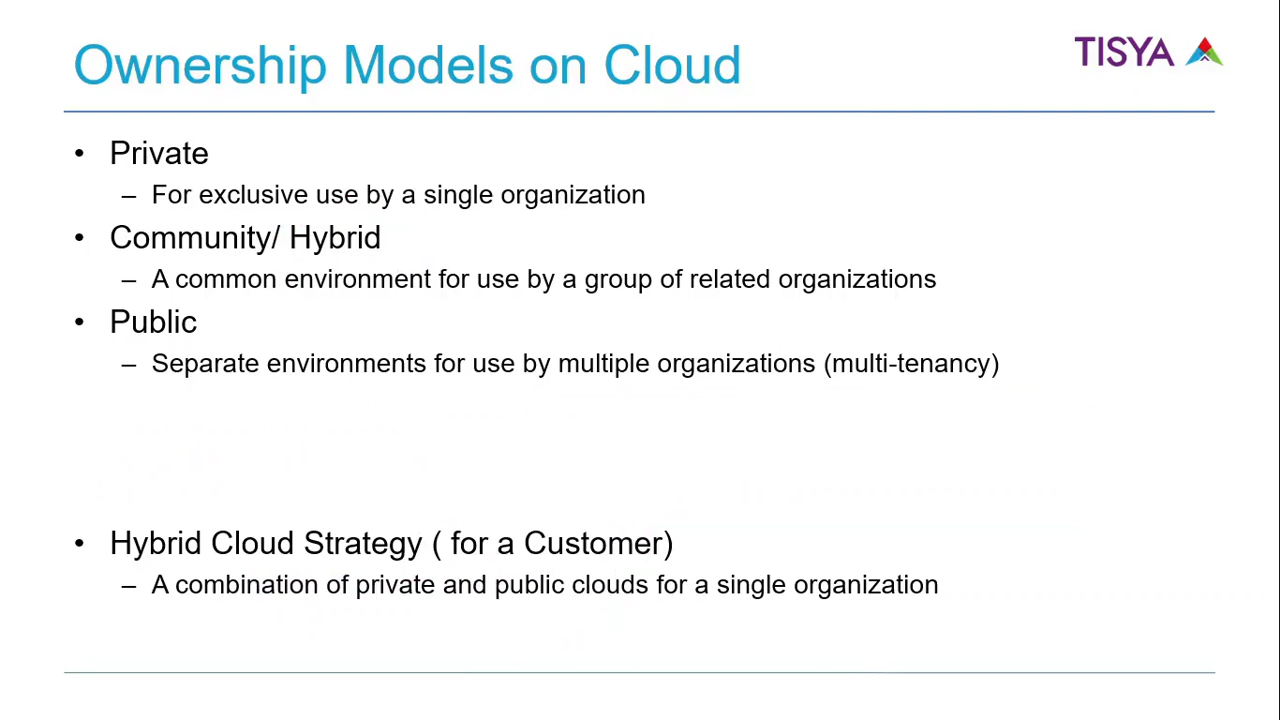 Ownership Models on Cloud
TISYA
• Private
– For exclusive use by a single organization
• Community/ Hybrid
– A common environment for use by a group of related organizations
• Public
– Separate environments for use by multiple organizations (multi-tenancy)
• Hybrid Cloud Strategy ( for a Customer)
– A combination of private and public clouds for a single organization